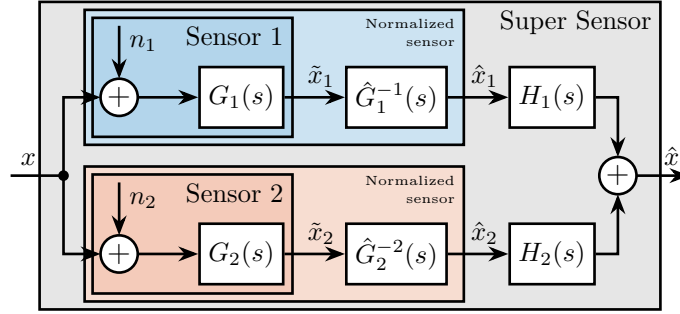 Super Sensor
Normalized
sensor
Sensor 1
n₁
x̃₁
x̂₁
+
G₁(s)
Ĝ₁⁻¹(s)
H₁(s)
x
+
x̂
Normalized
sensor
Sensor 2
n₂
x̃₂
x̂₂
+
G₂(s)
Ĝ₂⁻²(s)
H₂(s)